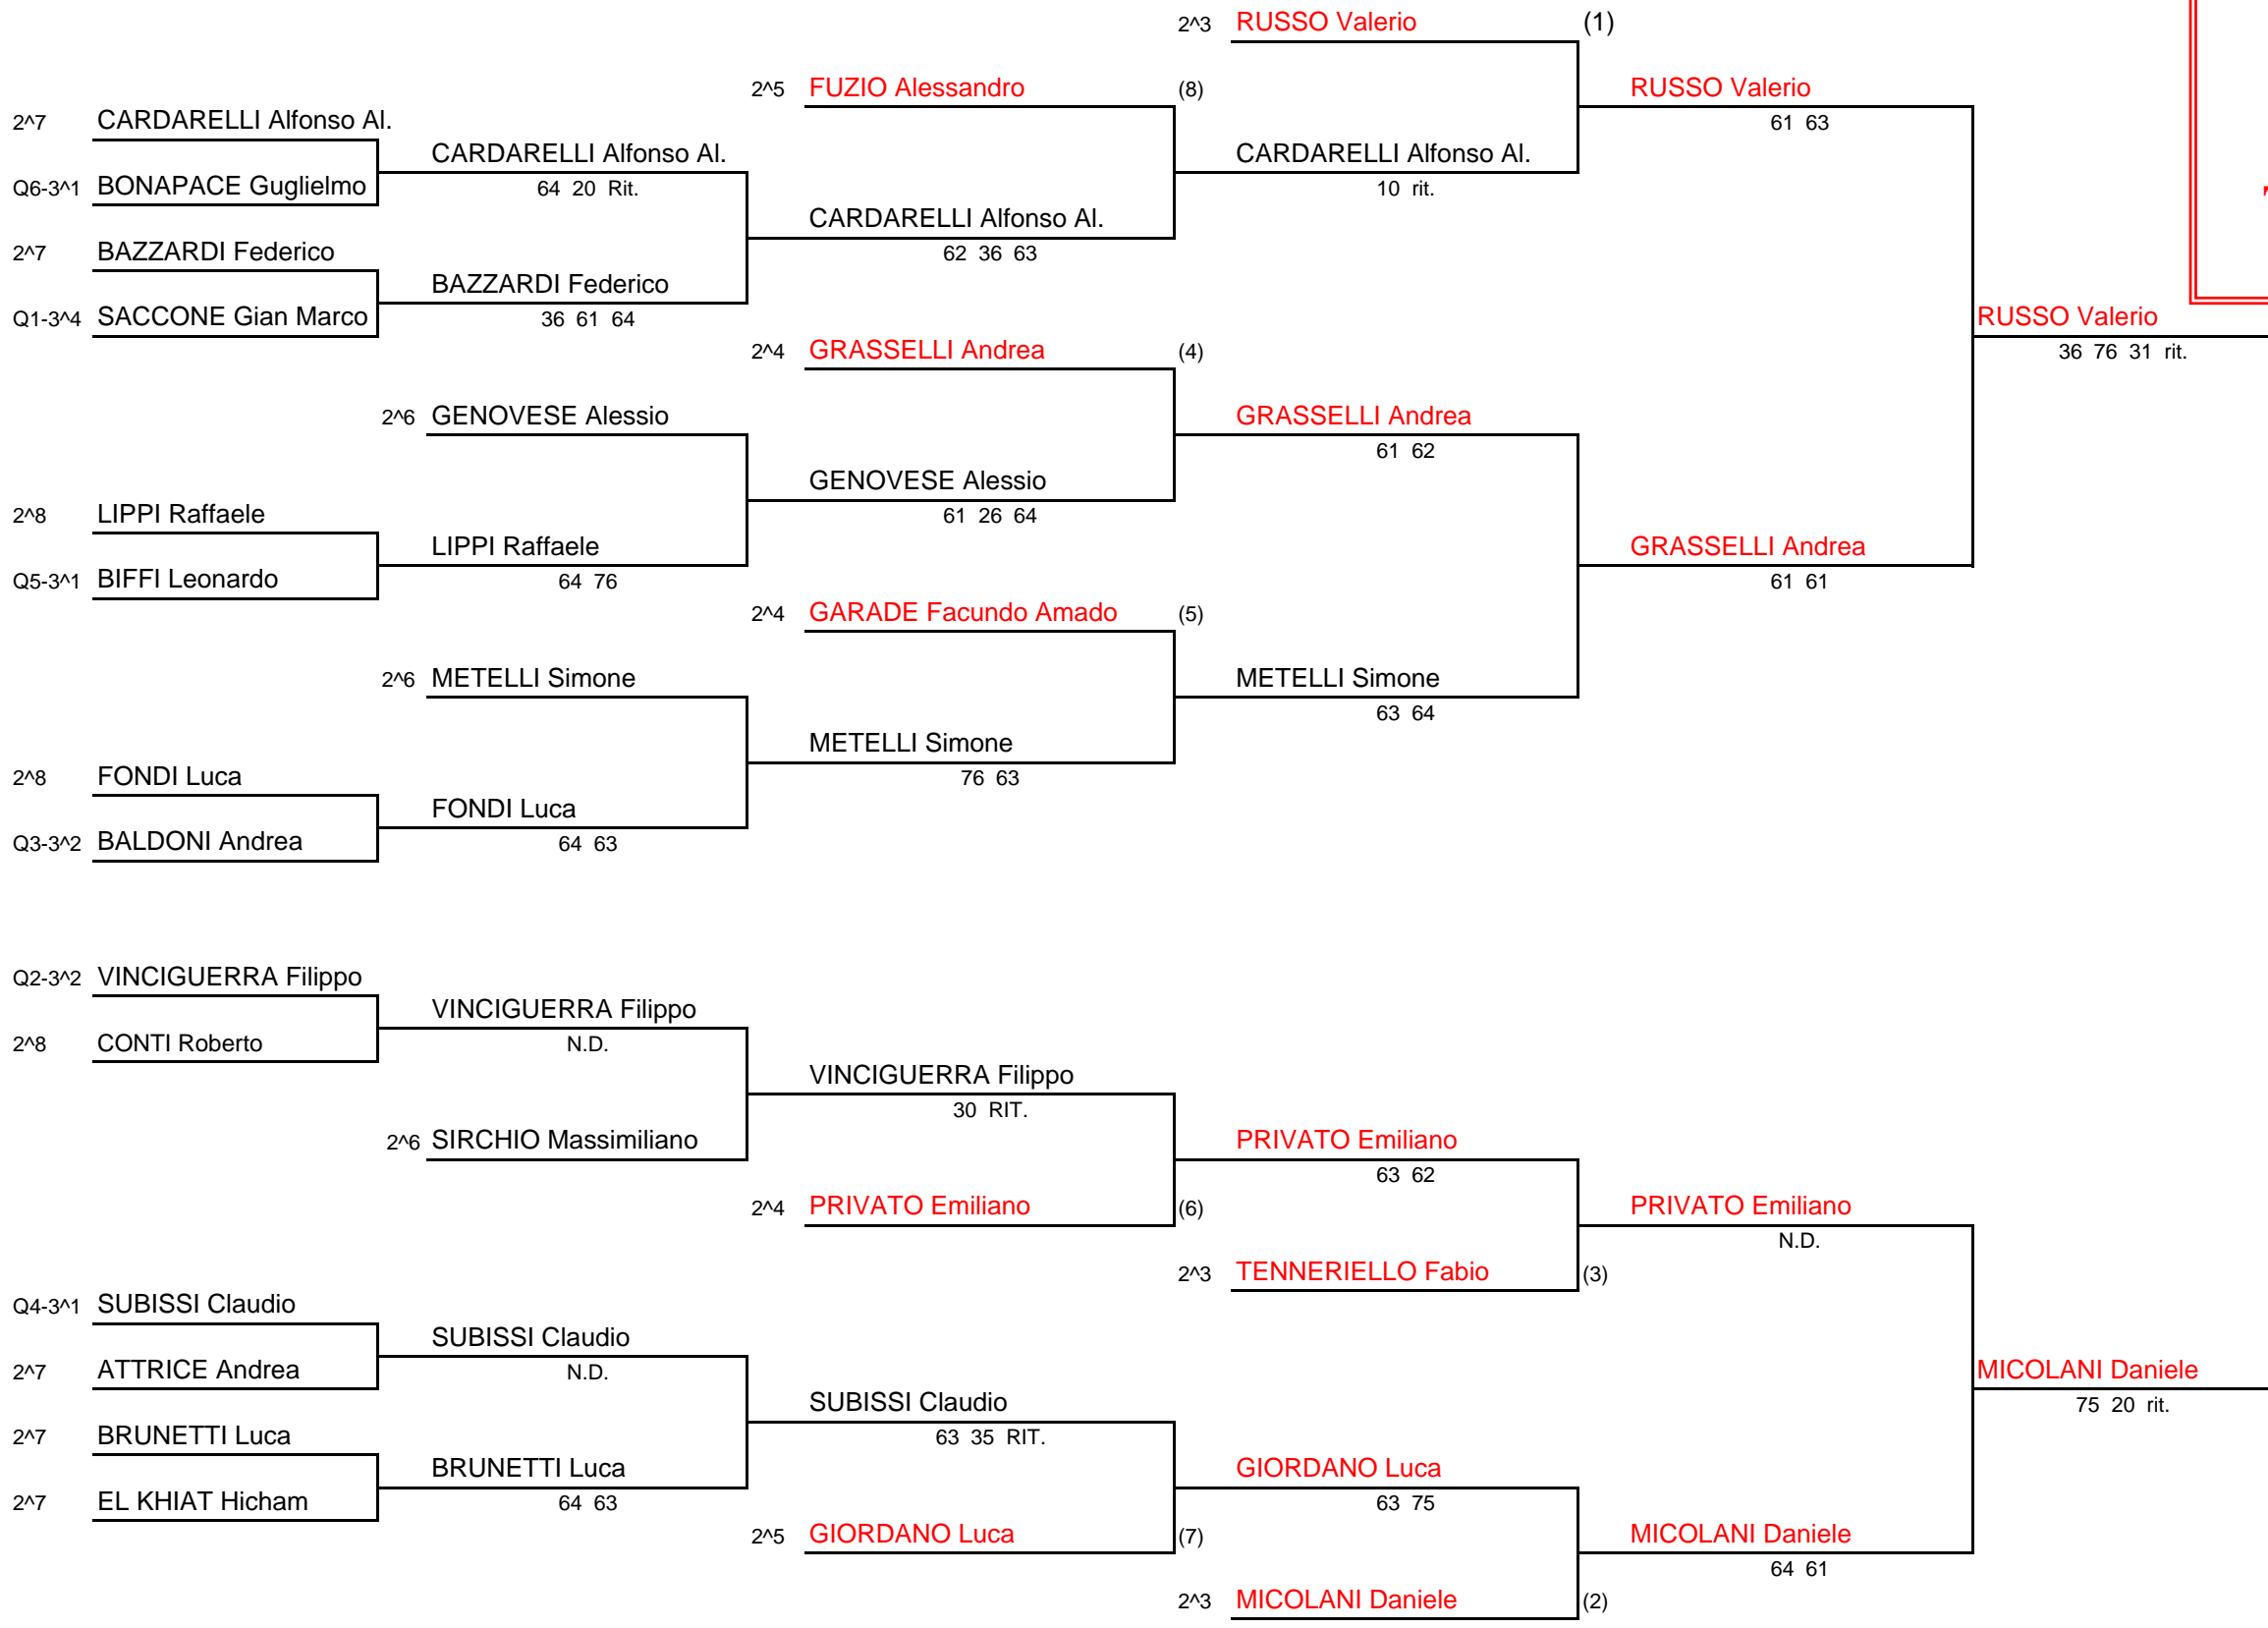 2^3 RUSSO Valerio (1)
2^5 FUZIO Alessandro (8) RUSSO Valerio
2^7 CARDARELLI Alfonso Al. 61 63
CARDARELLI Alfonso Al. CARDARELLI Alfonso Al.
Q6-3^1 BONAPACE Guglielmo 64 20 Rit. 10 rit.
CARDARELLI Alfonso Al.
2^7 BAZZARDI Federico 62 36 63
BAZZARDI Federico
Q1-3^4 SACCONE Gian Marco 36 61 64 RUSSO Valerio
2^4 GRASSELLI Andrea (4) 36 76 31 rit.
2^6 GENOVESE Alessio GRASSELLI Andrea
61 62
GENOVESE Alessio
2^8 LIPPI Raffaele 61 26 64
LIPPI Raffaele GRASSELLI Andrea
Q5-3^1 BIFFI Leonardo 64 76 61 61
2^4 GARADE Facundo Amado (5)
2^6 METELLI Simone METELLI Simone
63 64
METELLI Simone
2^8 FONDI Luca 76 63
FONDI Luca
Q3-3^2 BALDONI Andrea 64 63
Q2-3^2 VINCIGUERRA Filippo
VINCIGUERRA Filippo
2^8 CONTI Roberto N.D.
VINCIGUERRA Filippo
30 RIT.
2^6 SIRCHIO Massimiliano PRIVATO Emiliano
63 62
2^4 PRIVATO Emiliano (6) PRIVATO Emiliano
N.D.
2^3 TENNERIELLO Fabio (3)
Q4-3^1 SUBISSI Claudio
SUBISSI Claudio
2^7 ATTRICE Andrea N.D. MICOLANI Daniele
SUBISSI Claudio 75 20 rit.
2^7 BRUNETTI Luca 63 35 RIT.
BRUNETTI Luca GIORDANO Luca
2^7 EL KHIAT Hicham 64 63 63 75
2^5 GIORDANO Luca (7) MICOLANI Daniele
64 61
2^3 MICOLANI Daniele (2)